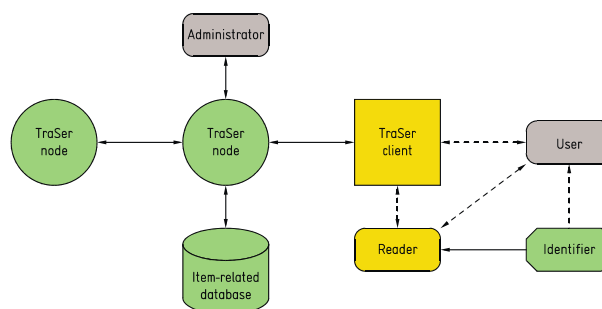 Administrator
TraSer
node
TraSer
node
TraSer
client
User
Reader
Identifier
Item-related
database